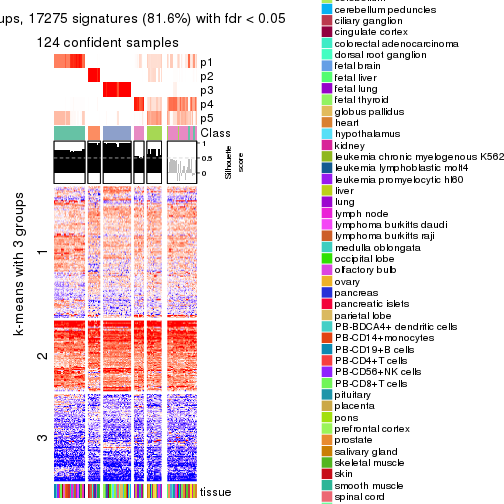 ups, 17275 signatures (81.6%) with fdr < 0.05
124 confident samples
p1
p2
p3
p4
p5
Class
1
0.5
0
Silhouette
score
k-means with 3 groups
1
2
3
tissue
cerebellum peduncles
ciliary ganglion
cingulate cortex
colorectal adenocarcinoma
dorsal root ganglion
fetal brain
fetal liver
fetal lung
fetal thyroid
globus pallidus
heart
hypothalamus
kidney
leukemia chronic myelogenous K562
leukemia lymphoblastic molt4
leukemia promyelocytic hl60
liver
lung
lymph node
lymphoma burkitts daudi
lymphoma burkitts raji
medulla oblongata
occipital lobe
olfactory bulb
ovary
pancreas
pancreatic islets
parietal lobe
PB-BDCA4+ dendritic cells
PB-CD14+monocytes
PB-CD19+B cells
PB-CD4+T cells
PB-CD56+NK cells
PB-CD8+T cells
pituitary
placenta
pons
prefrontal cortex
prostate
salivary gland
skeletal muscle
skin
smooth muscle
spinal cord